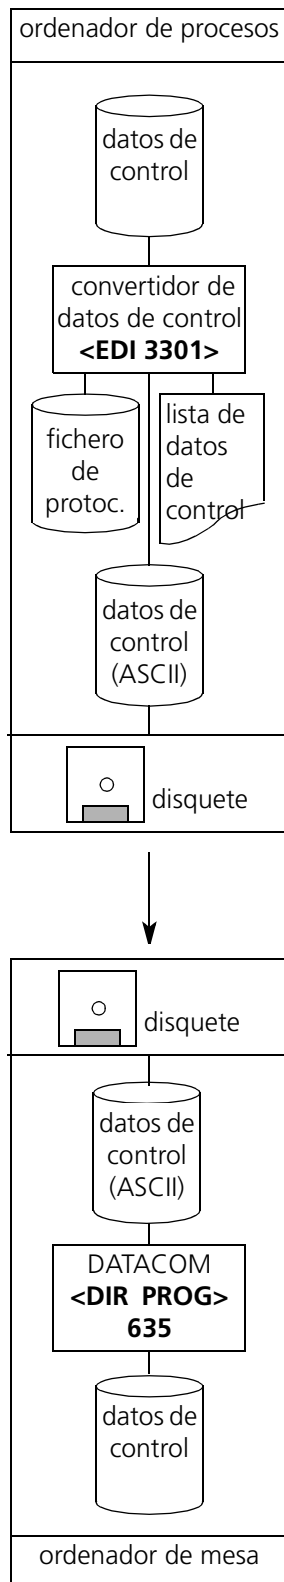 ordenador de procesos
datos de
control
convertidor de
datos de control
<EDI 3301>
fichero
de
protoc.
lista de
datos
de
control
datos de
control
(ASCII)
disquete
disquete
datos de
control
(ASCII)
DATACOM
<DIR PROG>
635
datos de
control
ordenador de mesa